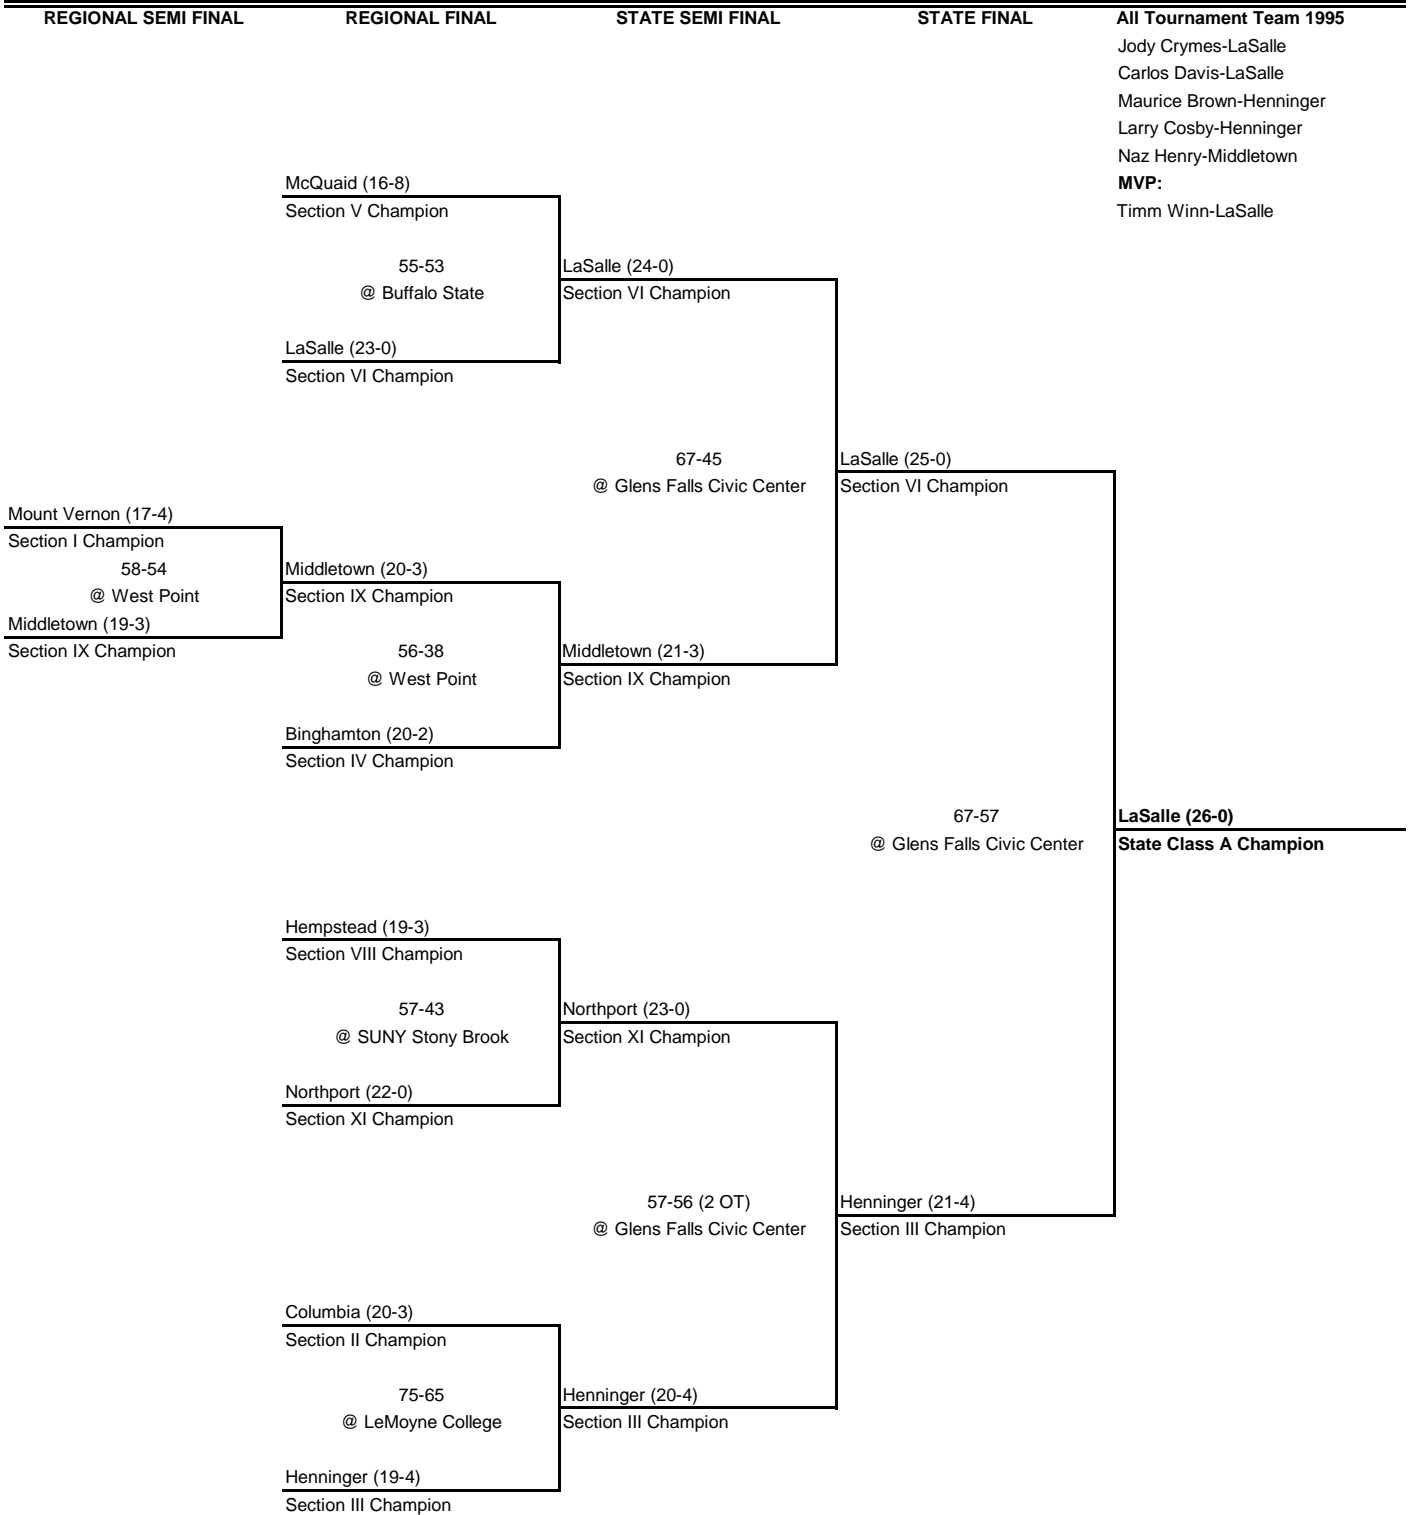 REGIONAL SEMI FINAL REGIONAL FINAL STATE SEMI FINAL STATE FINAL All Tournament Team 1995
Jody Crymes-LaSalle
Carlos Davis-LaSalle
Maurice Brown-Henninger
Larry Cosby-Henninger
Naz Henry-Middletown
McQuaid (16-8) MVP:
Section V Champion Timm Winn-LaSalle
55-53 LaSalle (24-0)
@ Buffalo State Section VI Champion
LaSalle (23-0)
Section VI Champion
67-45 LaSalle (25-0)
@ Glens Falls Civic Center Section VI Champion
Mount Vernon (17-4)
Section I Champion
58-54 Middletown (20-3)
@ West Point Section IX Champion
Middletown (19-3)
Section IX Champion 56-38 Middletown (21-3)
@ West Point Section IX Champion
Binghamton (20-2)
Section IV Champion
67-57 LaSalle (26-0)
@ Glens Falls Civic Center State Class A Champion
Hempstead (19-3)
Section VIII Champion
57-43 Northport (23-0)
@ SUNY Stony Brook Section XI Champion
Northport (22-0)
Section XI Champion
57-56 (2 OT) Henninger (21-4)
@ Glens Falls Civic Center Section III Champion
Columbia (20-3)
Section II Champion
75-65 Henninger (20-4)
@ LeMoyne College Section III Champion
Henninger (19-4)
Section III Champion